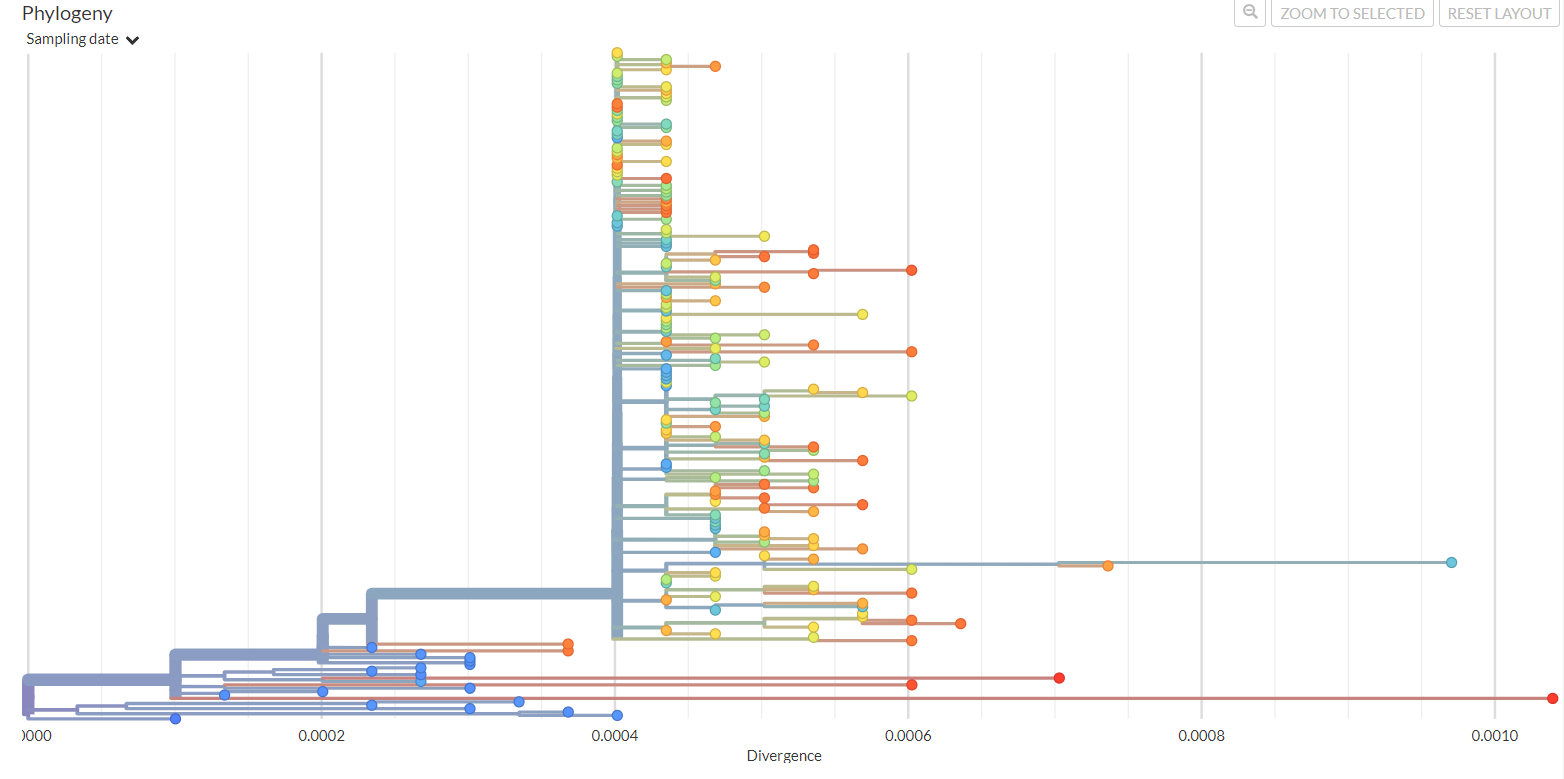 Phylogeny
ZOOM TO SELECTED RESET LAYOUT
Sampling date
0000 0.0002 0.0004 0.0006 0.0008 0.0010
Divergence